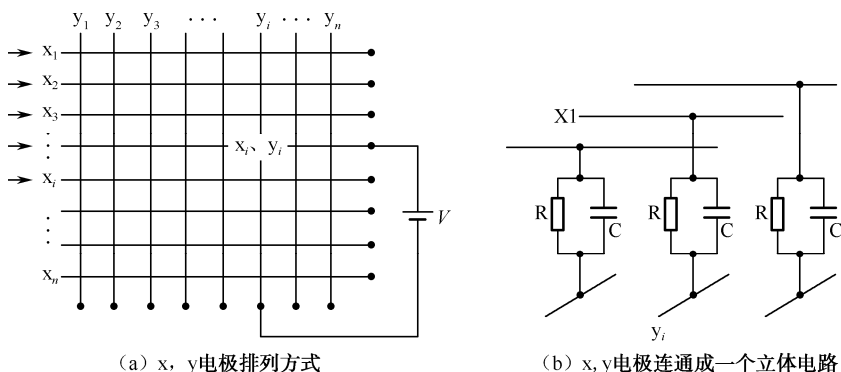 y₁ y₂ y₃ ··· yᵢ ··· yₙ
x₁
x₂
x₃
⋮
xᵢ、yᵢ
xᵢ
⋮
xₙ
V
X1
R C R C R C
yᵢ
（a）x，y电极排列方式
（b）x,y电极连通成一个立体电路